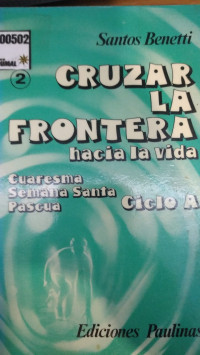 00502
Santos Benetti
2
CRUZAR
LA
FRONTERA
hacia la vida
Cuaresma
Semana Santa
Pascua
Ciclo A
Ediciones Paulinas